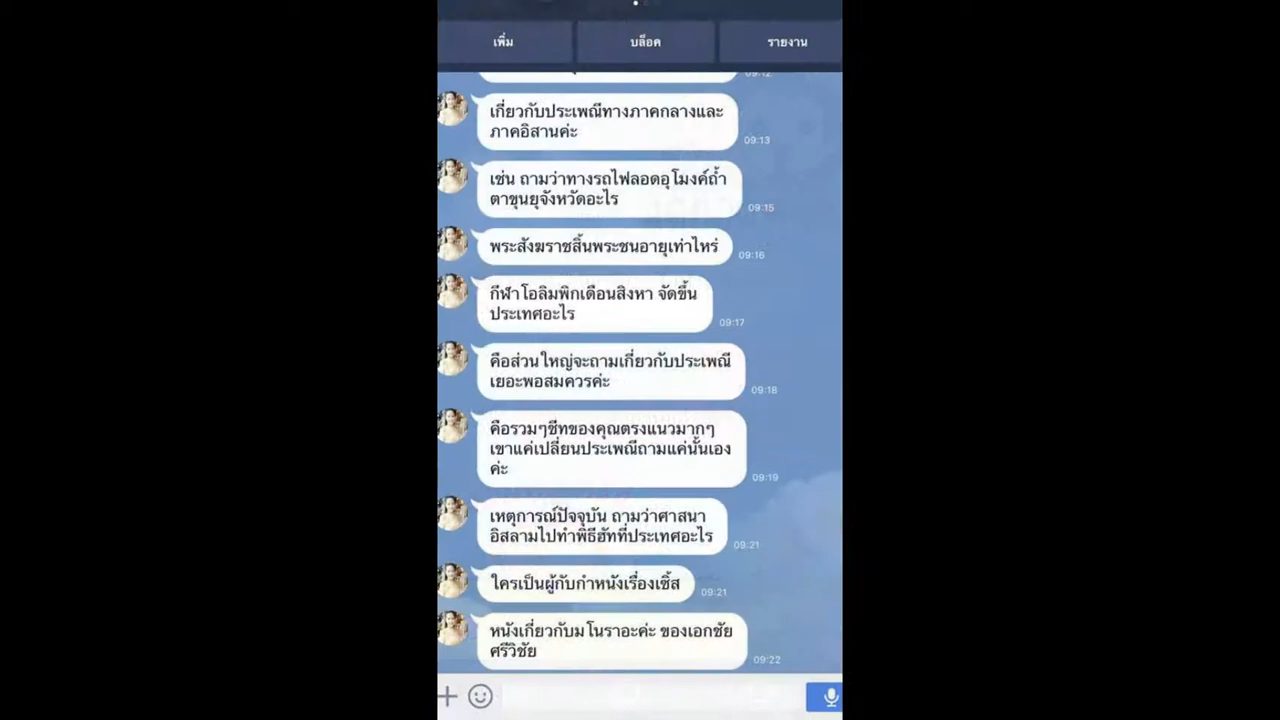 เพิ่ม
บล็อค
รายงาน
09:12
เกี่ยวกับประเพณีทางภาคกลางและ
ภาคอิสานค่ะ
09:13
เช่น ถามว่าทางรถไฟลอดอุโมงค์ถ้ำ
ตาขุนยุจังหวัดอะไร
09:15
พระสังฆราชสิ้นพระชนอายุเท่าไหร่
09:16
กีฬาโอลิมพิกเดือนสิงหา จัดขึ้น
ประเทศอะไร
09:17
คือส่วนใหญ่จะถามเกี่ยวกับประเพณี
เยอะพอสมควรค่ะ
09:18
คือรวมๆชีทของคุณตรงแนวมากๆ
เขาแค่เปลี่ยนประเพณีถามแค่นั้นเอง
ค่ะ
09:19
เหตุการณ์ปัจจุบัน ถามว่าศาสนา
อิสลามไปทำพิธีฮัทที่ประเทศอะไร
09:21
ใครเป็นผู้กับกำหนังเรื่องเซิ้ส
09:21
หนังเกี่ยวกับมโนราอะค่ะ ของเอกชัย
ศรีวิชัย
09:22